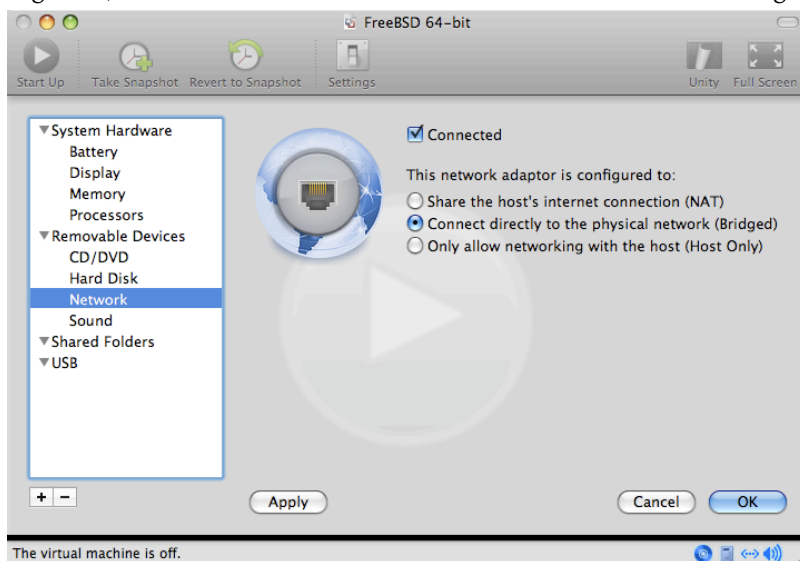 FreeBSD 64-bit
Start Up Take Snapshot Revert to Snapshot Settings Unity Full Screen
System Hardware
Battery
Display
Memory
Processors
Removable Devices
CD/DVD
Hard Disk
Network
Sound
Shared Folders
USB
Connected
This network adaptor is configured to:
Share the host's internet connection (NAT)
Connect directly to the physical network (Bridged)
Only allow networking with the host (Host Only)
+ −
Apply Cancel OK
The virtual machine is off.